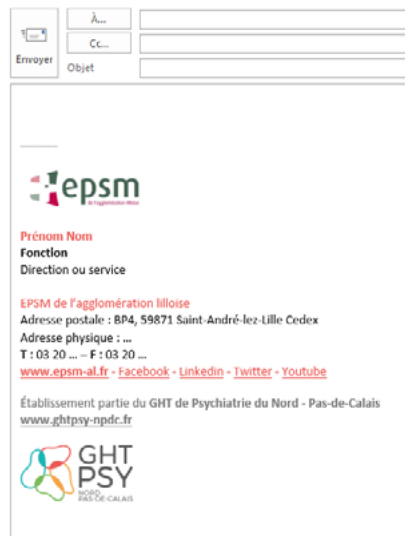 À...
Cc...
Envoyer
Objet
epsm
de l'agglomération lilloise
Prénom Nom
Fonction
Direction ou service
EPSM de l'agglomération lilloise
Adresse postale : BP4, 59871 Saint-André-lez-Lille Cedex
Adresse physique : ...
T : 03 20 ... – F : 03 20 ...
www.epsm-al.fr - Facebook - Linkedin - Twitter - Youtube
Établissement partie du GHT de Psychiatrie du Nord - Pas-de-Calais
www.ghtpsy-npdc.fr
GHT
PSY
NORD
PAS-DE-CALAIS